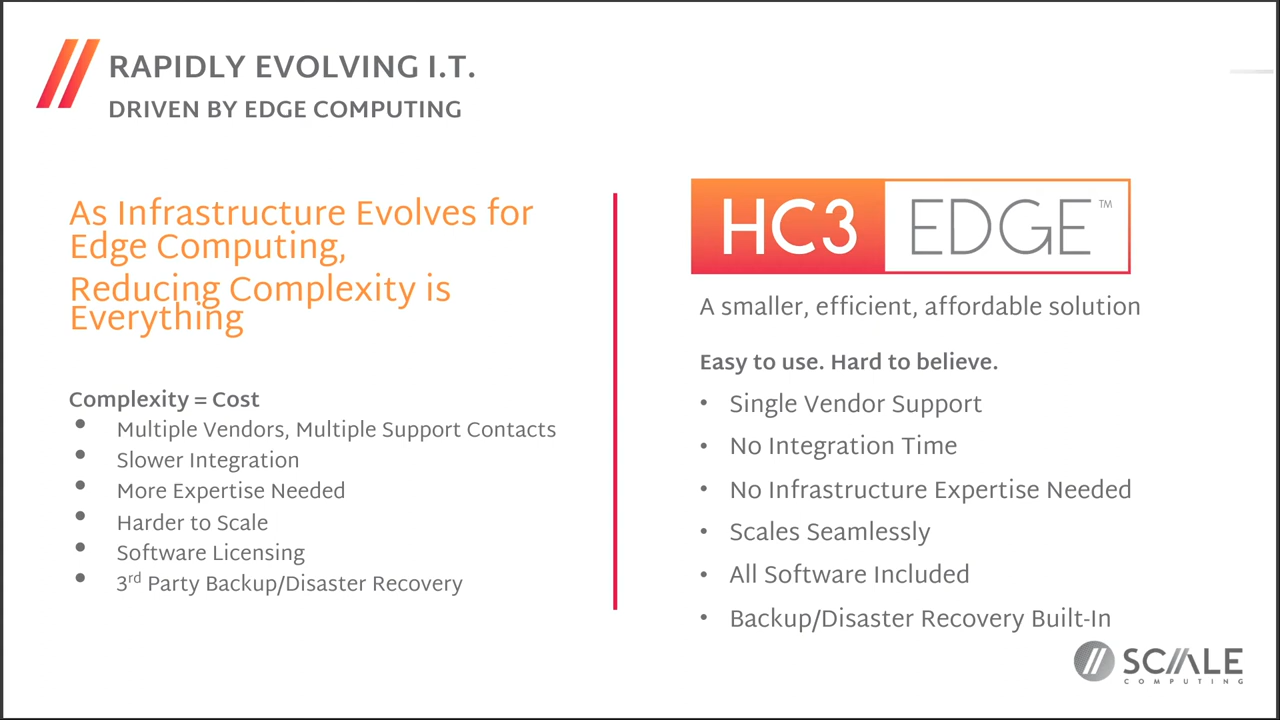 RAPIDLY EVOLVING I.T.
DRIVEN BY EDGE COMPUTING
As Infrastructure Evolves for
Edge Computing,
Reducing Complexity is
Everything
Complexity = Cost
• Multiple Vendors, Multiple Support Contacts
• Slower Integration
• More Expertise Needed
• Harder to Scale
• Software Licensing
• 3rd Party Backup/Disaster Recovery
HC3 EDGE™
A smaller, efficient, affordable solution
Easy to use. Hard to believe.
• Single Vendor Support
• No Integration Time
• No Infrastructure Expertise Needed
• Scales Seamlessly
• All Software Included
• Backup/Disaster Recovery Built-In
SCALE
COMPUTING